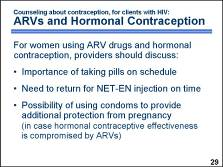 Counseling about contraception, for clients with HIV:
ARVs and Hormonal Contraception
For women using ARV drugs and hormonal
contraception, providers should discuss:
• Importance of taking pills on schedule
• Need to return for NET-EN injection on time
• Possibility of using condoms to provide
additional protection from pregnancy
(in case hormonal contraceptive effectiveness
is compromised by ARVs)
29